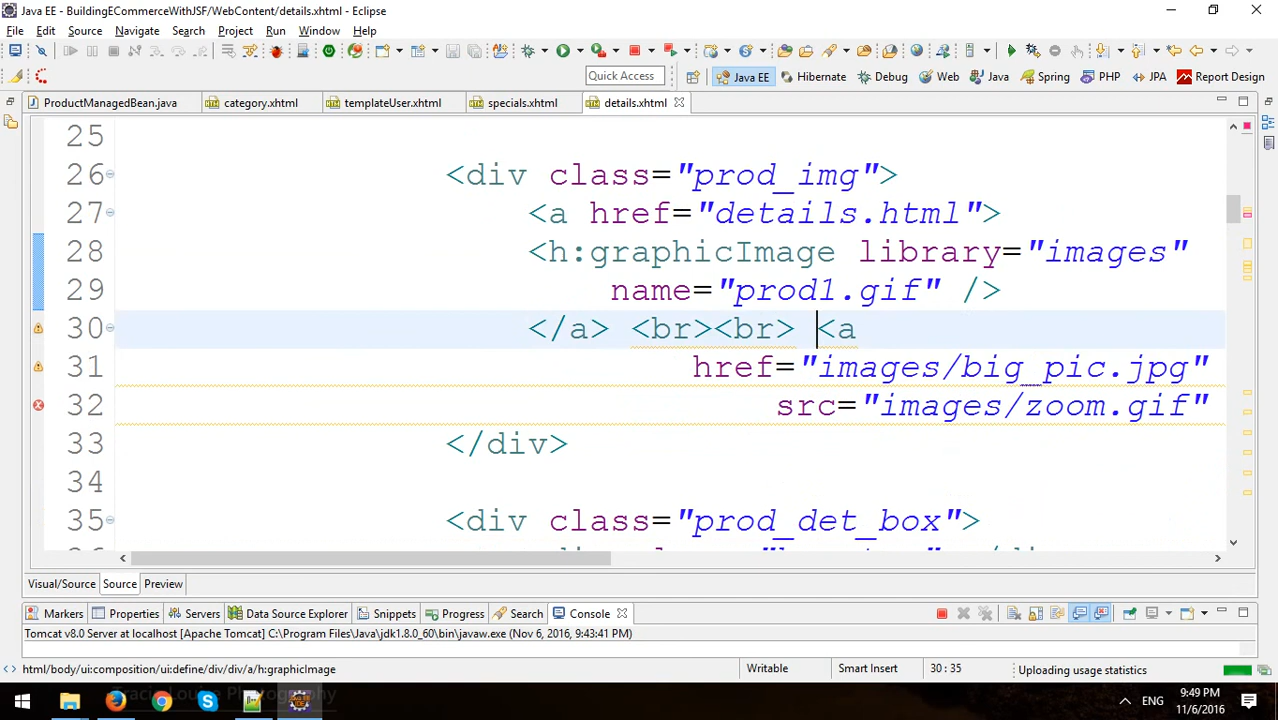 Java EE - BuildingECommerceWithJSF/WebContent/details.xhtml - Eclipse
File Edit Source Navigate Search Project Run Window Help
Quick Access Java EE Hibernate Debug Web Java Spring PHP JPA Report Design
ProductManagedBean.java category.xhtml templateUser.xhtml specials.xhtml details.xhtml
25
26 <div class="prod_img">
27 <a href="details.html">
28 <h:graphicImage library="images"
29 name="prod1.gif" />
30 </a> <br><br> <a
31 href="images/big_pic.jpg"
32 src="images/zoom.gif"
33 </div>
34
35 <div class="prod_det_box">
Visual/Source Source Preview
Markers Properties Servers Data Source Explorer Snippets Progress Search Console
Tomcat v8.0 Server at localhost [Apache Tomcat] C:\Program Files\Java\jdk1.8.0_60\bin\javaw.exe (Nov 6, 2016, 9:43:41 PM)
html/body/ui:composition/ui:define/div/div/a/h:graphicImage Writable Smart Insert 30 : 35 Uploading usage statistics
Tracie Louise Photography
ENG 9:49 PM
11/6/2016